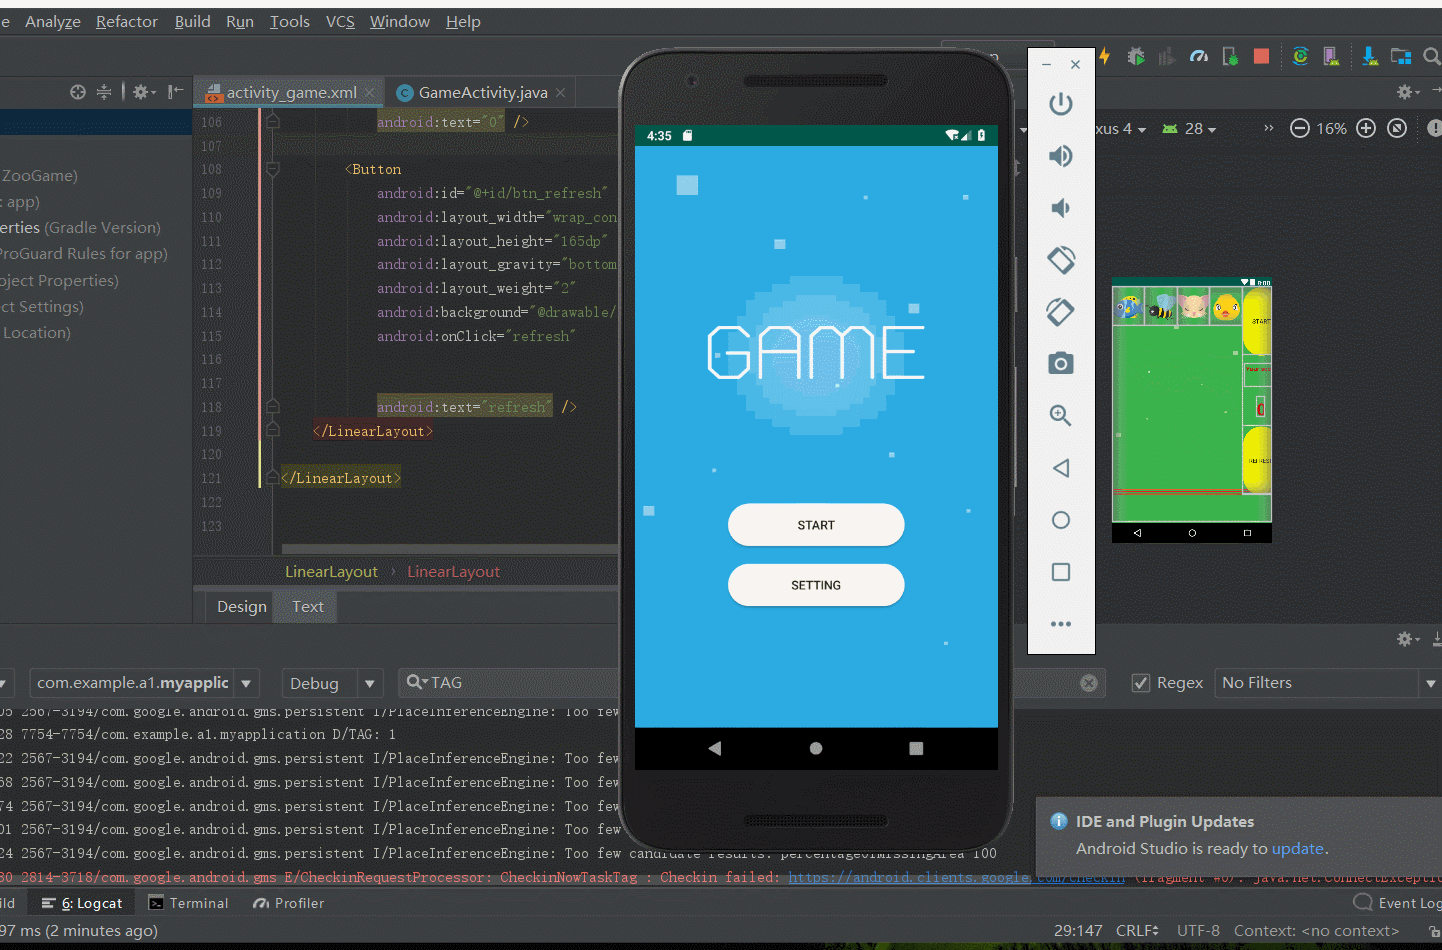 e Analyze Refactor Build Run Tools VCS Window Help
activity_game.xml GameActivity.java
xus 4 28 16%
106 android:text="0" />
107
108 <Button
109 android:id="@+id/btn_refresh"
110 android:layout_width="wrap_con
111 android:layout_height="165dp"
112 android:layout_gravity="bottom
113 android:layout_weight="2"
114 android:background="@drawable/
115 android:onClick="refresh"
116
117
118 android:text="refresh" />
119 </LinearLayout>
120
121 </LinearLayout>
122
123
ZooGame)
: app)
erties (Gradle Version)
ProGuard Rules for app)
oject Properties)
ct Settings)
Location)
LinearLayout › LinearLayout
Design Text
4:35
GAME
START
SETTING
8:00
START
REFRESH
com.example.a1.myapplic Debug TAG Regex No Filters
05 2567-3194/com.google.android.gms.persistent I/PlaceInferenceEngine: Too few
28 7754-7754/com.example.a1.myapplication D/TAG: 1
22 2567-3194/com.google.android.gms.persistent I/PlaceInferenceEngine: Too few
68 2567-3194/com.google.android.gms.persistent I/PlaceInferenceEngine: Too few
74 2567-3194/com.google.android.gms.persistent I/PlaceInferenceEngine: Too few
01 2567-3194/com.google.android.gms.persistent I/PlaceInferenceEngine: Too few
24 2567-3194/com.google.android.gms.persistent I/PlaceInferenceEngine: Too few candidate results: percentageOfMissingArea 100
80 2814-3718/com.google.android.gms E/CheckinRequestProcessor: CheckinNowTaskTag : Checkin failed: https://android.clients.google.com/checkin (fragment #0): java.net.ConnectExceptio
IDE and Plugin Updates
Android Studio is ready to update.
ild 6: Logcat Terminal Profiler Event Log
97 ms (2 minutes ago) 29:147 CRLF UTF-8 Context: <no context>